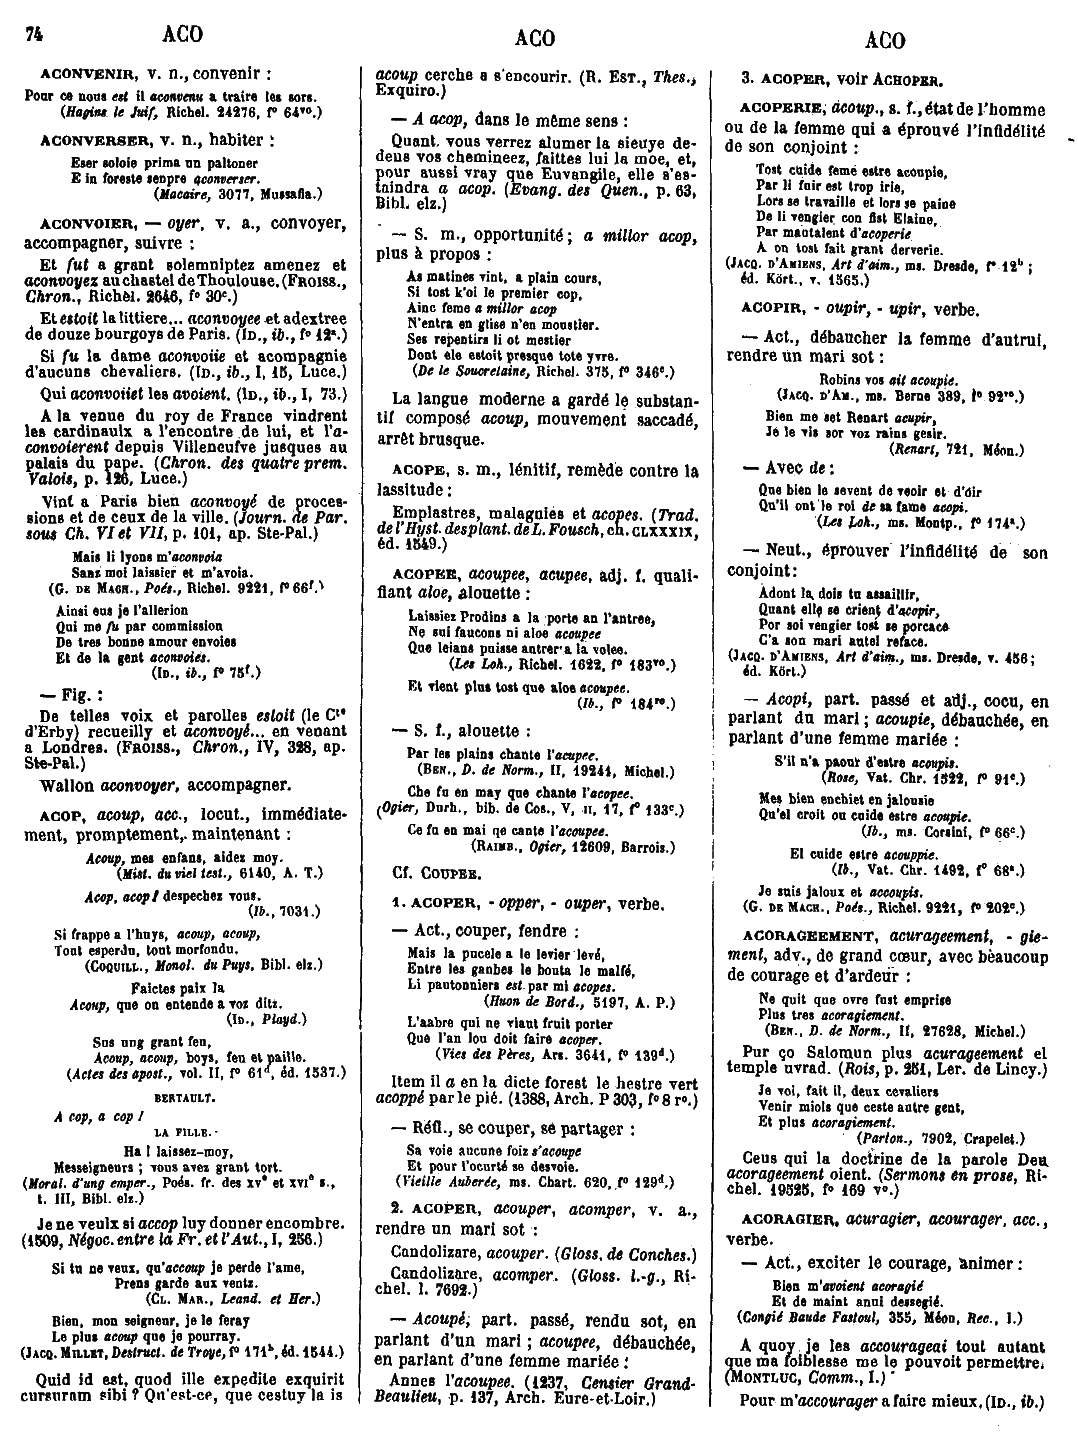 74 ACO
ACO
ACO
ACONVENIR, v. n., convenir :
Pour ce nous est il aconvenu a traire les sors.
(Hagins le Juif, Richel. 24276, f° 64vo.)
ACONVERSER, v. n., habiter :
Eser soloie prima un paltoner
E in foreste senpre aconverser.
(Macaire, 3077, Mussafia.)
ACONVOIER, — oyer, v. a., convoyer,
accompagner, suivre :
Et fut a grant solemniptez amenez et
aconvoyez au chastel de Thoulouse. (FROISS.,
Chron., Richel. 2646, f° 30c.)
Et estoit la littiere... aconvoyee et adextree
de douze bourgoys de Paris. (ID., ib., f° 12a.)
Si fu la dame aconvoiie et acompagnie
d'aucuns chevaliers. (ID., ib., I, 15, Luce.)
Qui aconvoiiet les avoient. (ID., ib., I, 73.)
A la venue du roy de France vindrent
les cardinaulx a l'encontre de lui, et l'a-
convoierent depuis Villeneufve jusques au
palais du pape. (Chron. des quatre prem.
Valois, p. 126, Luce.)
Vint a Paris bien aconvoyé de proces-
sions et de ceux de la ville. (Journ. de Par.
sous Ch. VI et VII, p. 101, ap. Ste-Pal.)
Mais li lyons m'aconvoia
Sanz moi laissier et m'avoia.
(G. DE MACH., Poés., Richel. 9221, f° 66f.)
Ainsi eus je l'allerion
Qui me fu par commission
De tres bonne amour envoies
Et de la gent aconvoies.
(ID., ib., f° 75f.)
— Fig. :
De telles voix et parolles estoit (le Cte
d'Erby) recueilly et aconvoyé... en venant
a Londres. (FROISS., Chron., IV, 328, ap.
Ste-Pal.)
Wallon aconvoyer, accompagner.
ACOP, acoup, acc., locut., immédiate-
ment, promptement, maintenant :
Acoup, mes enfans, aidez moy.
(Mist. du viel test., 6140, A. T.)
Acop, acop ! despechez vous.
(Ib., 7031.)
Si frappe a l'huys, acoup, acoup,
Tout esperdu, tout morfondu.
(COQUILL., Monol. du Puys, Bibl. elz.)
Faictes paix la
Acoup, que on entende a voz ditz.
(ID., Playd.)
Sus ung grant feu,
Acoup, acoup, boys, feu et paille.
(Actes des apost., vol. II, f° 61d, éd. 1537.)
BERTAULT.
A cop, a cop !
LA FILLE.
Ha ! laissez-moy,
Messeigneurs ; vous avez grant tort.
(Moral. d'ung emper., Poés. fr. des xve et xvie s.,
t. III, Bibl. elz.)
Je ne veulx si accop luy donner encombre.
(1509, Négoc. entre la Fr. et l'Aut., I, 256.)
Si tu ne veux, qu'accoup je perde l'ame,
Prens garde aux ventz.
(CL. MAR., Leand. et Her.)
Bien, mon seigneur, je le feray
Le plus acoup que je pourray.
(JACQ. MILLET, Destruct. de Troye, f° 171b, éd. 1544.)
Quid id est, quod ille expedite exquirit
cursuram sibi ? Qu'est-ce, que cestuy la is
acoup cerche a s'encourir. (R. EST., Thes.,
Exquiro.)
— A acop, dans le même sens :
Quant vous verrez alumer la sieuye de-
deus vos chemineez, faittes lui la moe, et,
pour aussi vray que Euvangile, elle s'es-
taindra a acop. (Evang. des Quen., p. 63,
Bibl. elz.)
— S. m., opportunité ; a millor acop,
plus à propos :
As matines vint, a plain cours,
Si tost k'oi le premier cop,
Ainc feme a millor acop
N'entra en glise n'en moustier.
Ses repentirs li ot mestier
Dont ele estoit presque tote yvre.
(De le Soucretaine, Richel. 375, f° 346c.)
La langue moderne a gardé le substan-
tif composé acoup, mouvement saccadé,
arrêt brusque.
ACOPE, s. m., lénitif, remède contre la
lassitude :
Emplastres, malagnies et acopes. (Trad.
de l'Hyst. des plant. de L. Fousch, ch. CLXXXIX,
éd. 1549.)
ACOPEE, acoupee, acupee, adj. f. quali-
fiant aloe, alouette :
Laissiez Prodins a la porte an l'antree,
Ne sui faucons ni aloe acoupee
Que leians puisse antrer a la volee.
(Les Loh., Richel. 1622, f° 183vo.)
Et vient plus tost que aloe acoupee.
(Ib., f° 184ro.)
— S. f., alouette :
Par les plains chante l'acupee.
(BEN., D. de Norm., II, 19241, Michel.)
Che fu en may que chante l'acopee.
(Ogier, Durh., bib. de Cos., V, II, 17, f° 133c.)
Ce fu en mai qe cante l'acoupee.
(RAIMB., Ogier, 12609, Barrois.)
Cf. COUPEE.
1. ACOPER, - opper, - ouper, verbe.
— Act., couper, fendre :
Mais la pucele a le levier levé,
Entre les ganbes le bouta le malfé,
Li pautonniers est par mi acopes.
(Huon de Bord., 5197, A. P.)
L'aabre qui ne viaut fruit porter
Que l'an lou doit faire acoper.
(Vies des Pères, Ars. 3641, f° 139d.)
Item il a en la dicte forest le hestre vert
acoppé par le pié. (1388, Arch. P 303, f° 8 r°.)
— Réfl., se couper, se partager :
Sa voie aucune foiz s'acoupe
Et pour l'ocurté se desvoie.
(Vieille Auberée, ms. Chart. 620, f° 129d.)
2. ACOPER, acouper, acomper, v. a.,
rendre un mari sot :
Candolizare, acouper. (Gloss. de Conches.)
Candolizare, acomper. (Gloss. l.-g., Ri-
chel. l. 7692.)
— Acoupé, part. passé, rendu sot, en
parlant d'un mari ; acoupee, débauchée,
en parlant d'une femme mariée :
Annes l'acoupee. (1237, Censier Grand-
Beaulieu, p. 137, Arch. Eure-et-Loir.)
3. ACOPER, voir ACHOPER.
ACOPERIE, acoup., s. f., état de l'homme
ou de la femme qui a éprouvé l'infidélité
de son conjoint :
Tost cuide feme estre acoupie,
Par li fuir est trop irie,
Lors se travaille et lors se paine
De li vengier con fist Elaine,
Par mautalent d'acoperie
A on tost fait grant derverie.
(JACQ. D'AMIENS, Art d'aim., ms. Dresde, f° 12b ;
éd. Kört., v. 1565.)
ACOPIR, - oupir, - upir, verbe.
— Act., débaucher la femme d'autrui,
rendre un mari sot :
Robins vos ait acoupie.
(JACQ. D'AM., ms. Berne 389, f° 92vo.)
Bien me set Renart acupir,
Je le vis sor voz rains gesir.
(Renart, 721, Méon.)
— Avec de :
Que bien le sevent de veoir et d'oir
Qu'il ont le roi de sa fame acopi.
(Les Loh., ms. Montp., f° 174a.)
— Neut., éprouver l'infidélité de son
conjoint :
Adont la dois tu assaillir,
Quant elle se crient d'acopir,
Por soi vengier tost se porcace
C'a son mari autel reface.
(JACQ. D'AMIENS, Art d'aim., ms. Dresde, v. 456 ;
éd. Kört.)
— Acopi, part. passé et adj., cocu, en
parlant du mari ; acoupie, débauchée, en
parlant d'une femme mariée :
S'il n'a paour d'estre acoupis.
(Rose, Vat. Chr. 1522, f° 91c.)
Mes bien enchiet en jalousie
Qu'el croit ou cuide estre acoupie.
(Ib., ms. Corsini, f° 66c.)
El cuide estre acouppie.
(Ib., Vat. Chr. 1492, f° 68a.)
Je suis jaloux et accoupis.
(G. DE MACH., Poés., Richel. 9221, f° 202c.)
ACORAGEEMENT, acurageement, - gie-
ment, adv., de grand cœur, avec beaucoup
de courage et d'ardeur :
Ne quit que ovre fust emprise
Plus tres acoragiement.
(BEN., D. de Norm., II, 27628, Michel.)
Pur ço Salomun plus acurageement el
temple uvrad. (Rois, p. 251, Ler. de Lincy.)
Je voi, fait il, deux cevaliers
Venir miols que ceste autre gent,
Et plus acoragiement.
(Parton., 7902, Crapelet.)
Ceus qui la doctrine de la parole Deu
acorageement oient. (Sermons en prose, Ri-
chel. 19525, f° 169 v°.)
ACORAGIER, acuragier, acourager, acc.,
verbe.
— Act., exciter le courage, animer :
Bien m'avoient acoragié
Et de maint anui dessegié.
(Congié Baude Fastoul, 355, Méon, Rec., I.)
A quoy je les accourageai tout autant
que ma foiblesse me le pouvoit permettre.
(MONTLUC, Comm., I.)
Pour m'accourager a faire mieux. (ID., ib.)